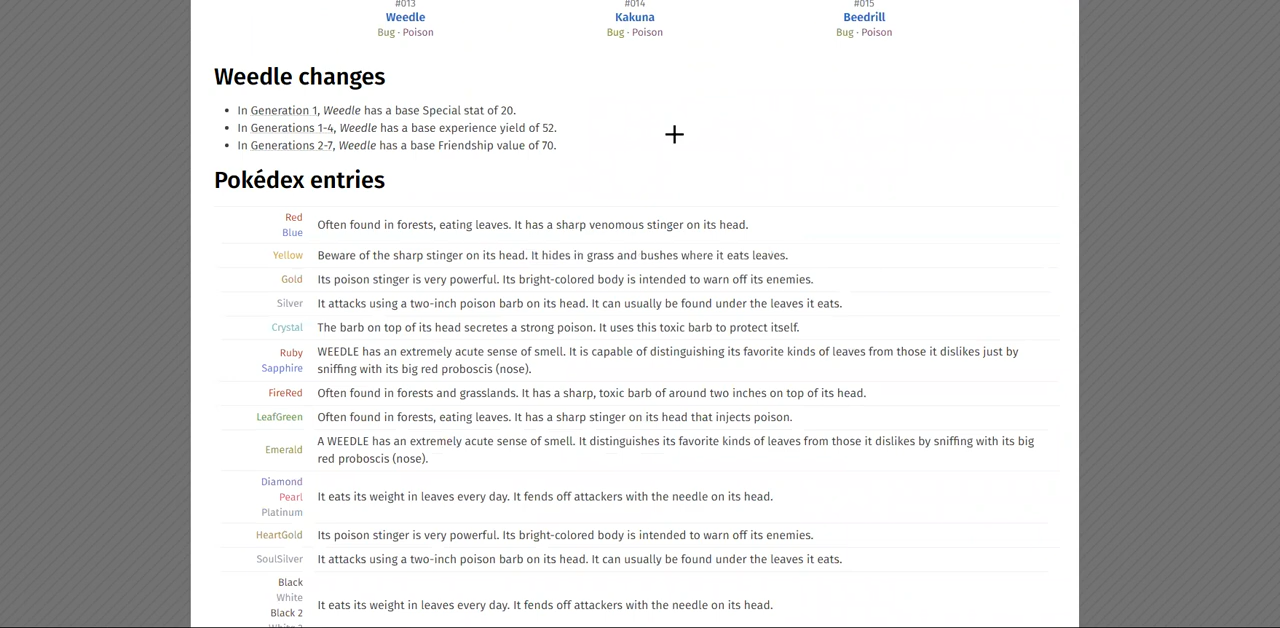 #013 #014 #015
Weedle Kakuna Beedrill
Bug · Poison Bug · Poison Bug · Poison
Weedle changes
• In Generation 1, Weedle has a base Special stat of 20.
• In Generations 1-4, Weedle has a base experience yield of 52.
• In Generations 2-7, Weedle has a base Friendship value of 70.
Pokédex entries
Red
Blue
Often found in forests, eating leaves. It has a sharp venomous stinger on its head.
Yellow Beware of the sharp stinger on its head. It hides in grass and bushes where it eats leaves.
Gold Its poison stinger is very powerful. Its bright-colored body is intended to warn off its enemies.
Silver It attacks using a two-inch poison barb on its head. It can usually be found under the leaves it eats.
Crystal The barb on top of its head secretes a strong poison. It uses this toxic barb to protect itself.
Ruby
Sapphire
WEEDLE has an extremely acute sense of smell. It is capable of distinguishing its favorite kinds of leaves from those it dislikes just by
sniffing with its big red proboscis (nose).
FireRed Often found in forests and grasslands. It has a sharp, toxic barb of around two inches on top of its head.
LeafGreen Often found in forests, eating leaves. It has a sharp stinger on its head that injects poison.
Emerald
A WEEDLE has an extremely acute sense of smell. It distinguishes its favorite kinds of leaves from those it dislikes by sniffing with its big
red proboscis (nose).
Diamond
Pearl
Platinum
It eats its weight in leaves every day. It fends off attackers with the needle on its head.
HeartGold Its poison stinger is very powerful. Its bright-colored body is intended to warn off its enemies.
SoulSilver It attacks using a two-inch poison barb on its head. It can usually be found under the leaves it eats.
Black
White
Black 2
It eats its weight in leaves every day. It fends off attackers with the needle on its head.